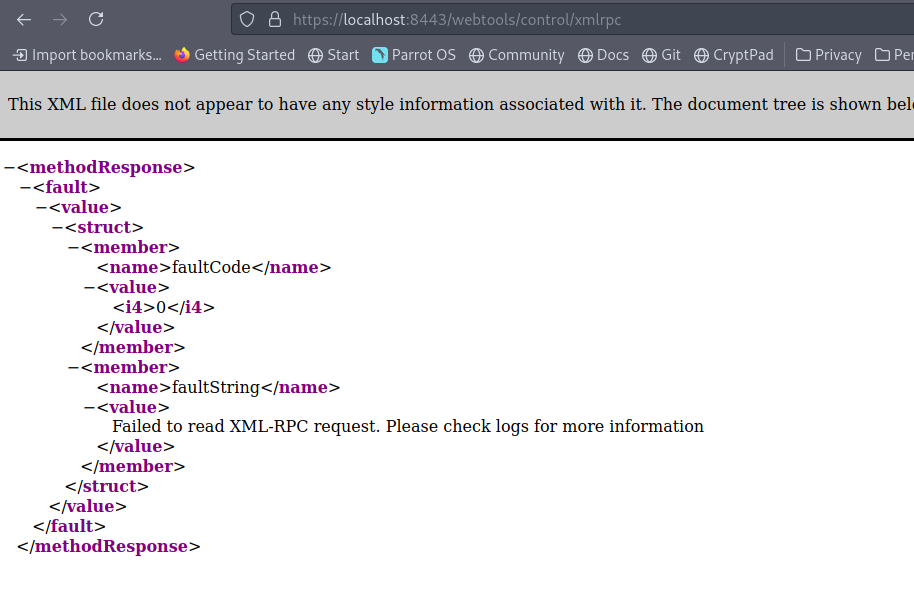 https://localhost:8443/webtools/control/xmlrpc
Import bookmarks... Getting Started Start Parrot OS Community Docs Git CryptPad Privacy Per
This XML file does not appear to have any style information associated with it. The document tree is shown bel
−<methodResponse>
−<fault>
−<value>
−<struct>
−<member>
<name>faultCode</name>
−<value>
<i4>0</i4>
</value>
</member>
−<member>
<name>faultString</name>
−<value>
Failed to read XML-RPC request. Please check logs for more information
</value>
</member>
</struct>
</value>
</fault>
</methodResponse>